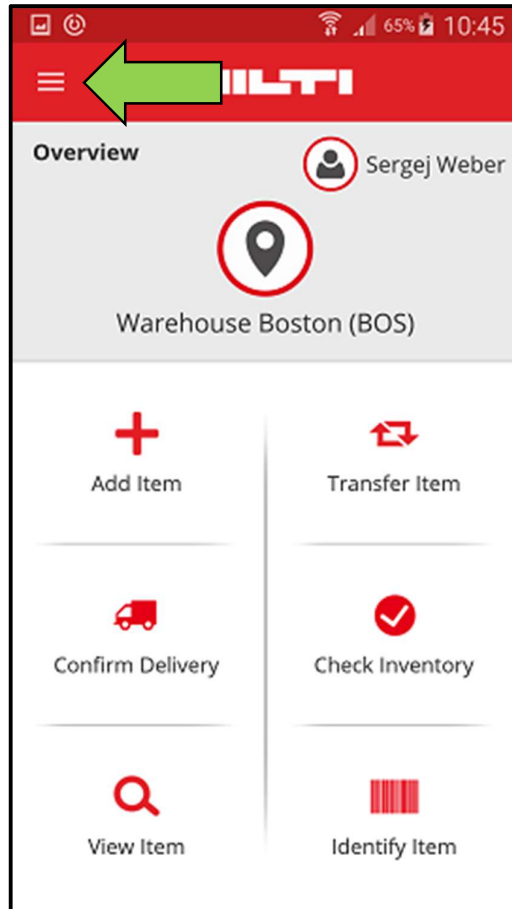 65% 10:45
Overview
Sergej Weber
Warehouse Boston (BOS)
Add Item
Transfer Item
Confirm Delivery
Check Inventory
View Item
Identify Item